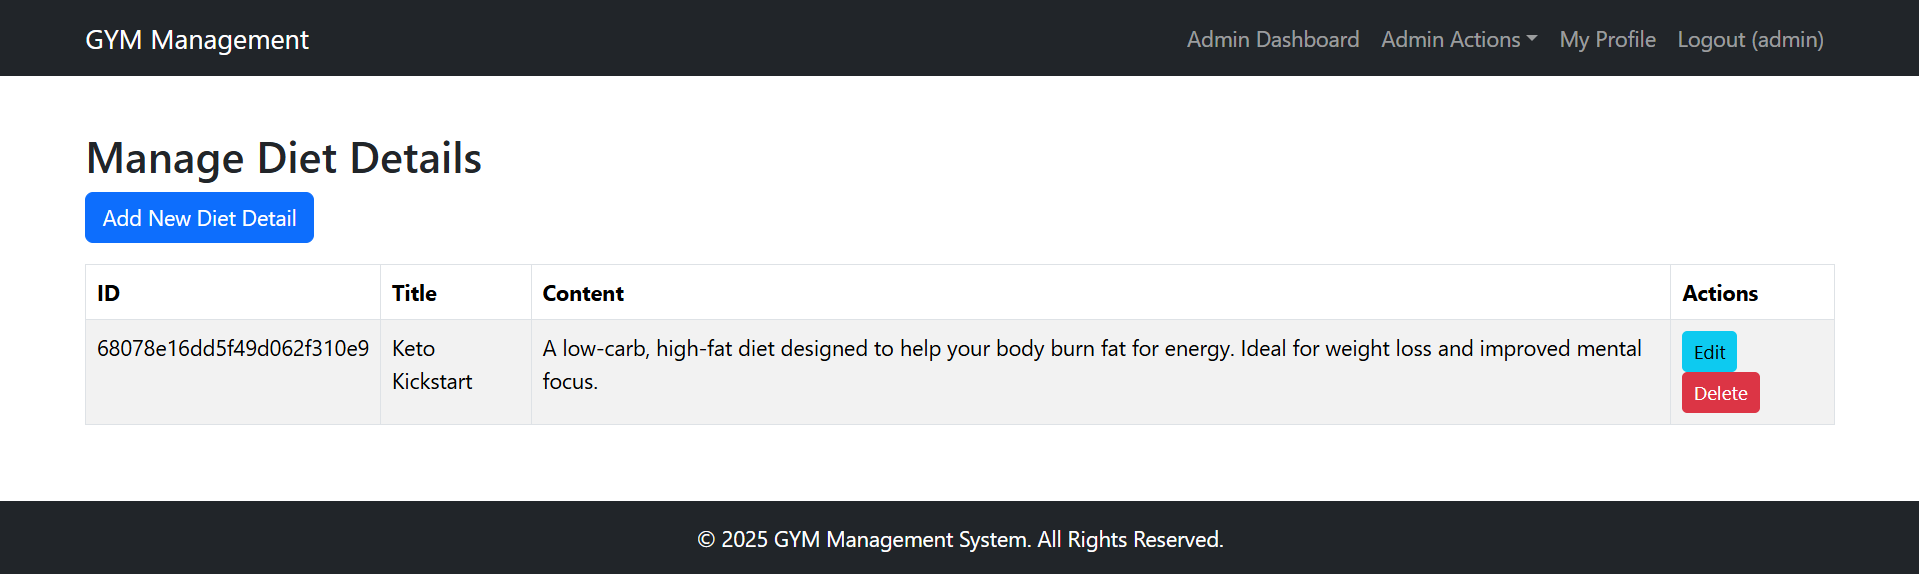 GYM Management
Admin Dashboard
Admin Actions
My Profile
Logout (admin)
Manage Diet Details
Add New Diet Detail
ID
Title
Content
Actions
68078e16dd5f49d062f310e9
Keto
Kickstart
A low-carb, high-fat diet designed to help your body burn fat for energy. Ideal for weight loss and improved mental
focus.
Edit
Delete
© 2025 GYM Management System. All Rights Reserved.